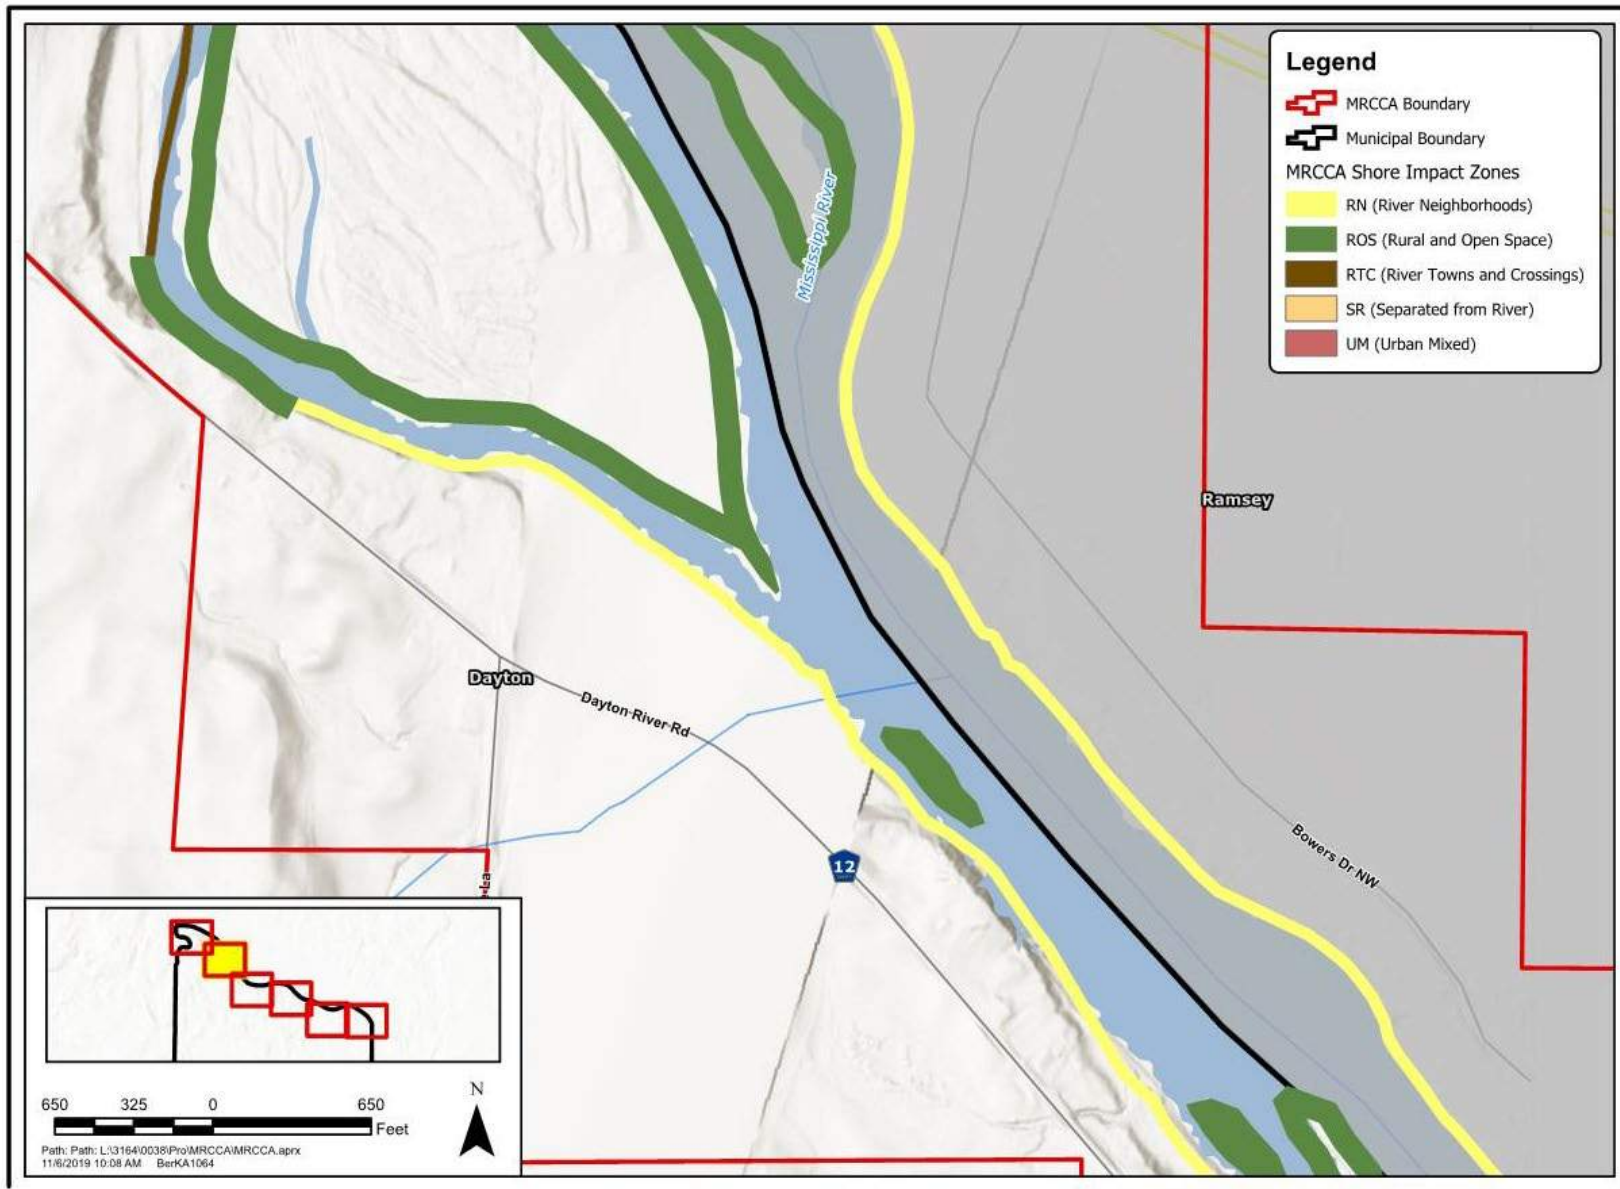 Legend
MRCCA Boundary
Municipal Boundary
MRCCA Shore Impact Zones
RN (River Neighborhoods)
ROS (Rural and Open Space)
RTC (River Towns and Crossings)
SR (Separated from River)
UM (Urban Mixed)
Mississippi River
Ramsey
Dayton
Dayton River Rd
Bowers Dr NW
12
650 325 0 650
Feet
N
Path: Path: L:\3164\0038\Pro\MRCCA\MRCCA.aprx
11/6/2019 10:08 AM BerKA1064